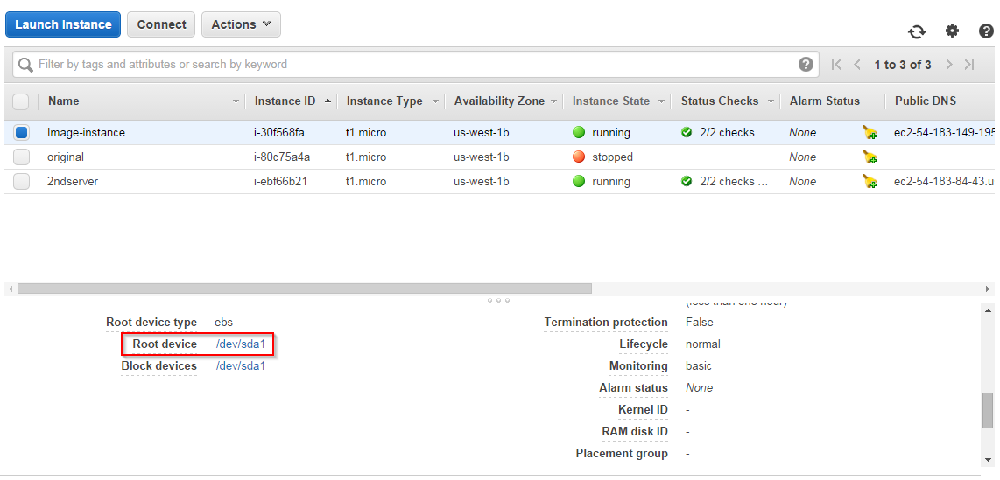 Launch Instance Connect Actions
Filter by tags and attributes or search by keyword ? 1 to 3 of 3 ?
Name Instance ID Instance Type Availability Zone Instance State Status Checks Alarm Status Public DNS
Image-instance i-30f568fa t1.micro us-west-1b running 2/2 checks ... None ec2-54-183-149-195
original i-80c75a4a t1.micro us-west-1b stopped None
2ndserver i-ebf66b21 t1.micro us-west-1b running 2/2 checks ... None ec2-54-183-84-43.u
(less than one hour)
Root device type ebs Termination protection False
Root device /dev/sda1 Lifecycle normal
Block devices /dev/sda1 Monitoring basic
Alarm status None
Kernel ID -
RAM disk ID -
Placement group -